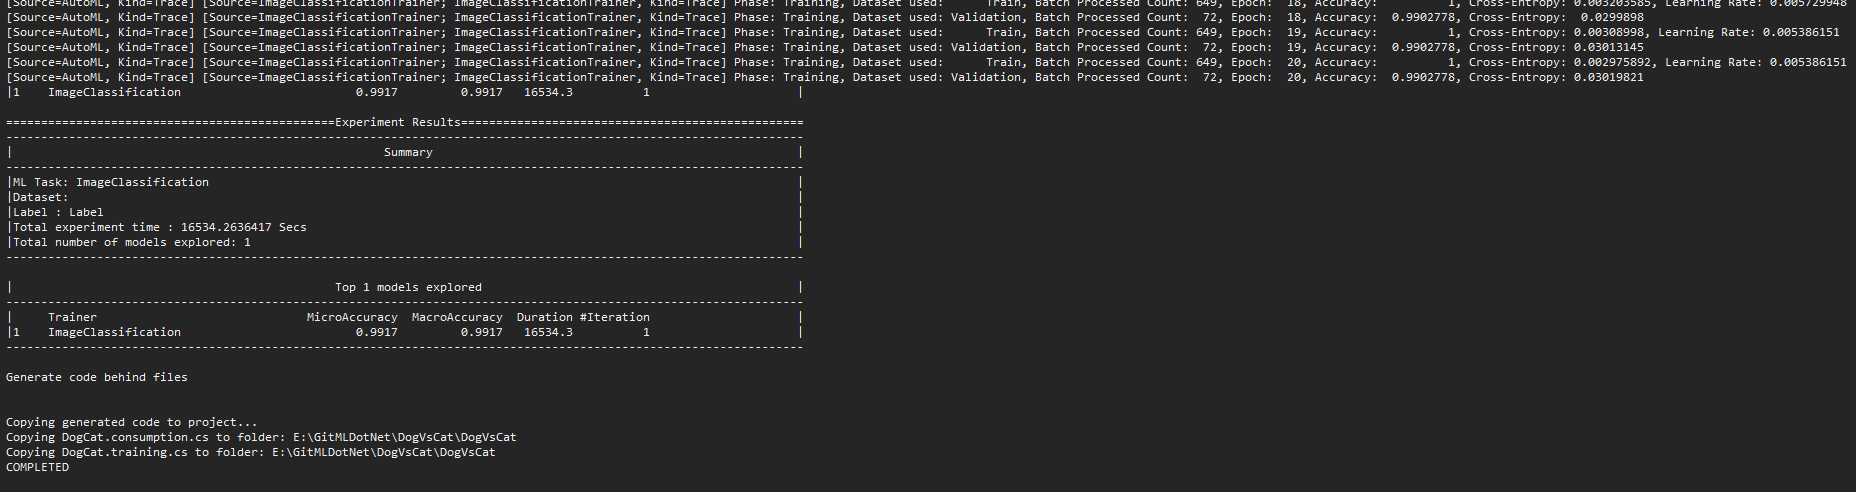 [Source=AutoML, Kind=Trace] [Source=ImageClassificationTrainer; ImageClassificationTrainer, Kind=Trace] Phase: Training, Dataset used:      Train, Batch Processed Count: 649, Epoch:  18, Accuracy:          1, Cross-Entropy: 0.003203585, Learning Rate: 0.005729948
[Source=AutoML, Kind=Trace] [Source=ImageClassificationTrainer; ImageClassificationTrainer, Kind=Trace] Phase: Training, Dataset used: Validation, Batch Processed Count:  72, Epoch:  18, Accuracy:  0.9902778, Cross-Entropy:  0.0299898
[Source=AutoML, Kind=Trace] [Source=ImageClassificationTrainer; ImageClassificationTrainer, Kind=Trace] Phase: Training, Dataset used:      Train, Batch Processed Count: 649, Epoch:  19, Accuracy:          1, Cross-Entropy: 0.00308998, Learning Rate: 0.005386151
[Source=AutoML, Kind=Trace] [Source=ImageClassificationTrainer; ImageClassificationTrainer, Kind=Trace] Phase: Training, Dataset used: Validation, Batch Processed Count:  72, Epoch:  19, Accuracy:  0.9902778, Cross-Entropy: 0.03013145
[Source=AutoML, Kind=Trace] [Source=ImageClassificationTrainer; ImageClassificationTrainer, Kind=Trace] Phase: Training, Dataset used:      Train, Batch Processed Count: 649, Epoch:  20, Accuracy:          1, Cross-Entropy: 0.002975892, Learning Rate: 0.005386151
[Source=AutoML, Kind=Trace] [Source=ImageClassificationTrainer; ImageClassificationTrainer, Kind=Trace] Phase: Training, Dataset used: Validation, Batch Processed Count:  72, Epoch:  20, Accuracy:  0.9902778, Cross-Entropy: 0.03019821
|1    ImageClassification                         0.9917         0.9917   16534.3          1                     |
===============================================Experiment Results=================================================
------------------------------------------------------------------------------------------------------------------
|                                                     Summary                                                    |
------------------------------------------------------------------------------------------------------------------
|ML Task: ImageClassification                                                                                    |
|Dataset:                                                                                                        |
|Label : Label                                                                                                   |
|Total experiment time : 16534.2636417 Secs                                                                      |
|Total number of models explored: 1                                                                              |
------------------------------------------------------------------------------------------------------------------
|                                              Top 1 models explored                                             |
------------------------------------------------------------------------------------------------------------------
|     Trainer                              MicroAccuracy  MacroAccuracy  Duration #Iteration                     |
|1    ImageClassification                         0.9917         0.9917   16534.3          1                     |
------------------------------------------------------------------------------------------------------------------
Generate code behind files
Copying generated code to project...
Copying DogCat.consumption.cs to folder: E:\GitMLDotNet\DogVsCat\DogVsCat
Copying DogCat.training.cs to folder: E:\GitMLDotNet\DogVsCat\DogVsCat
COMPLETED